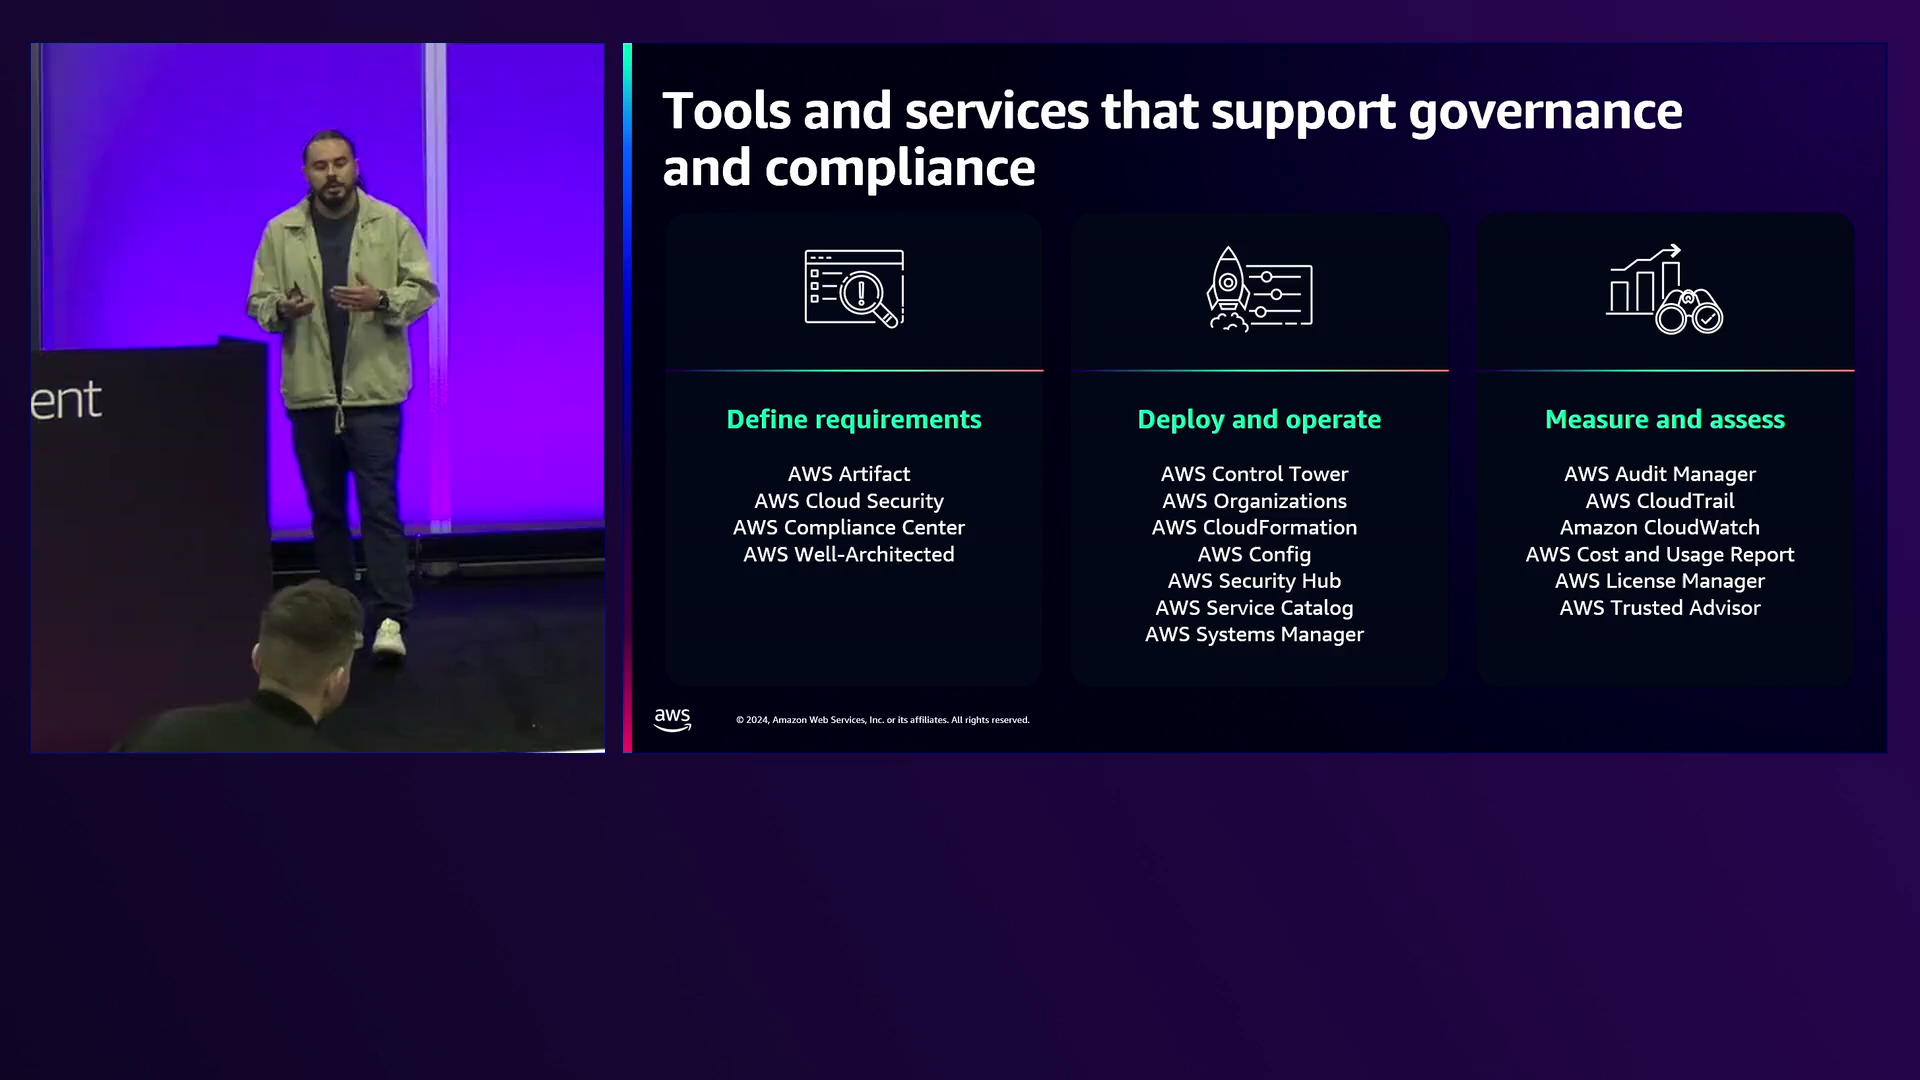 ent
Tools and services that support governance
and compliance
Define requirements
AWS Artifact
AWS Cloud Security
AWS Compliance Center
AWS Well-Architected
Deploy and operate
AWS Control Tower
AWS Organizations
AWS CloudFormation
AWS Config
AWS Security Hub
AWS Service Catalog
AWS Systems Manager
Measure and assess
AWS Audit Manager
AWS CloudTrail
Amazon CloudWatch
AWS Cost and Usage Report
AWS License Manager
AWS Trusted Advisor
aws
© 2024, Amazon Web Services, Inc. or its affiliates. All rights reserved.